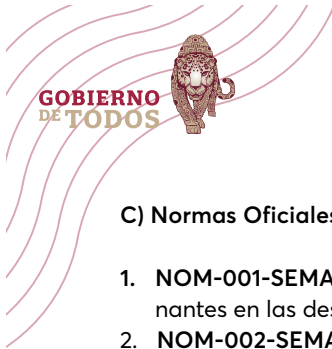 GOBIERNO
DE TODOS
C) Normas Oficiales
1. NOM-001-SEMA
nantes en las des
2. NOM-002-SEMA